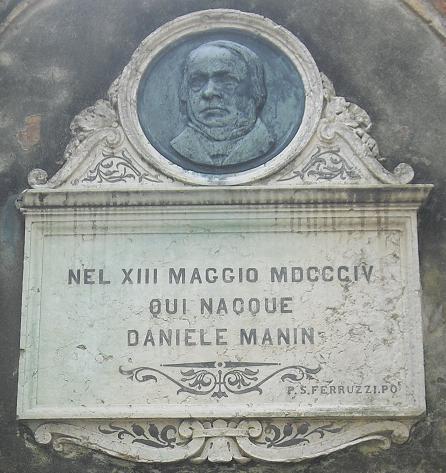 NEL XIII MAGGIO MDCCCIV
QUI NACQUE
DANIELE MANIN
P.S.FERRUZZI.PO